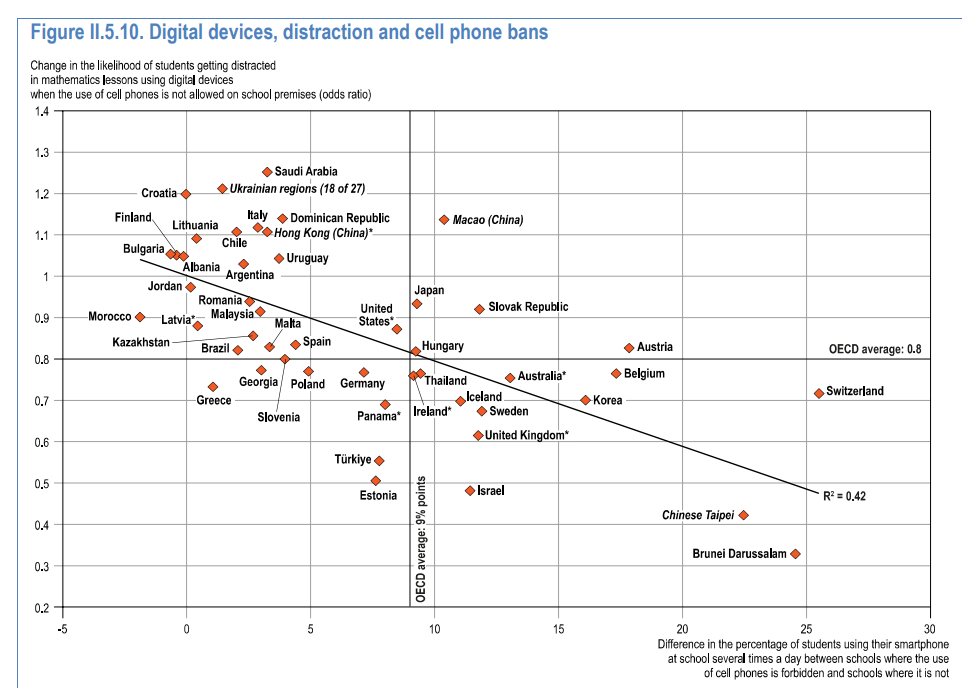 Figure II.5.10. Digital devices, distraction and cell phone bans
Change in the likelihood of students getting distracted
in mathematics lessons using digital devices
when the use of cell phones is not allowed on school premises (odds ratio)
1.4
1.3
Saudi Arabia
1.2
Croatia
Ukrainian regions (18 of 27)
Finland
Lithuania
Italy
Dominican Republic
Macao (China)
1.1
Chile
Hong Kong (China)*
Bulgaria
Albania
Argentina
Uruguay
1
Jordan
Romania
Japan
Morocco
Latvia*
Malaysia
United
States*
Slovak Republic
0.9
Kazakhstan
Malta
Brazil
Spain
Hungary
Austria
OECD average: 0.8
0.8
Georgia
Poland
Germany
Thailand
Australia*
Belgium
Greece
Slovenia
Panama*
Ireland*
Iceland
Korea
Switzerland
0.7
Sweden
United Kingdom*
0.6
Türkiye
Estonia
Israel
0.5
R² = 0.42
Chinese Taipei
0.4
Brunei Darussalam
0.3
OECD average: 9% points
0.2
-5
0
5
10
15
20
25
30
Difference in the percentage of students using their smartphone
at school several times a day between schools where the use
of cell phones is forbidden and schools where it is not